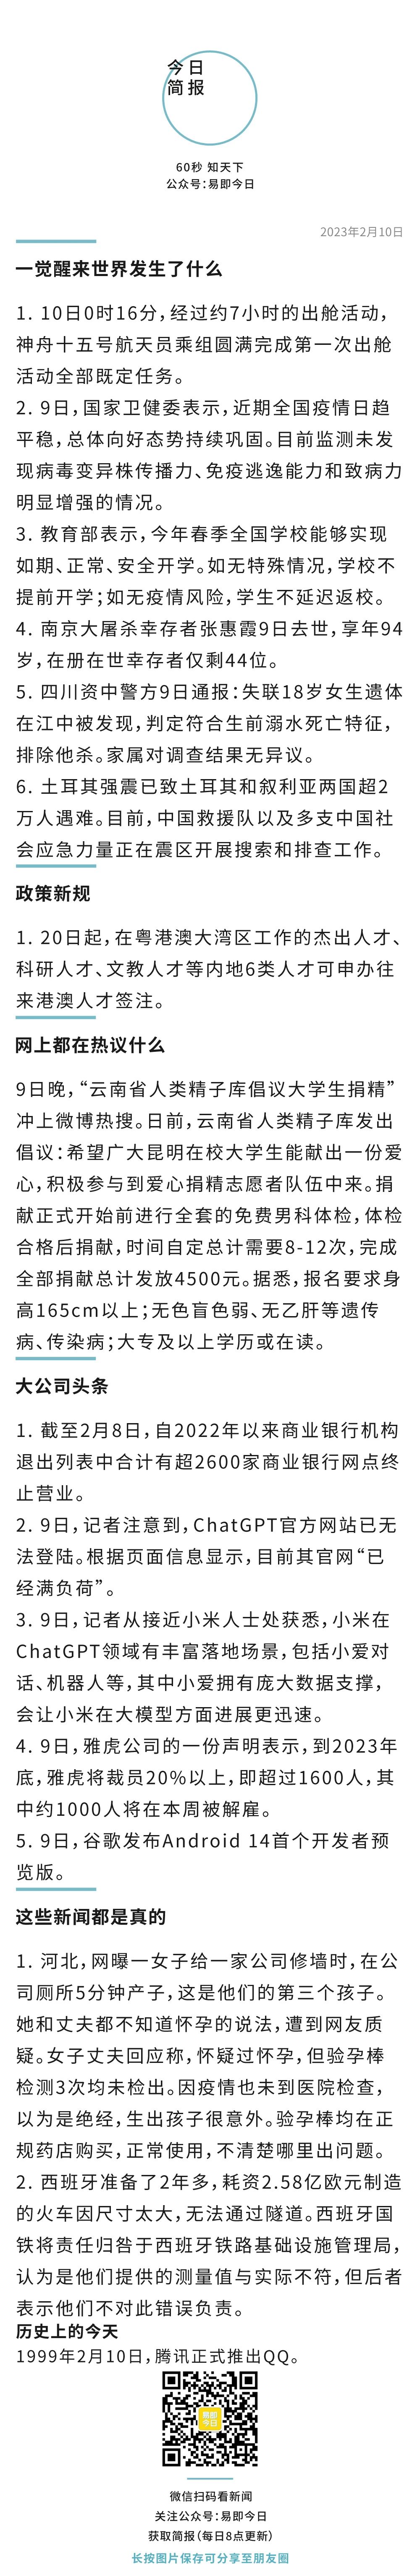 今日
简报
60秒 知天下
公众号：易即今日
2023年2月10日
一觉醒来世界发生了什么
1. 10日0时16分，经过约7小时的出舱活动，
神舟十五号航天员乘组圆满完成第一次出舱
活动全部既定任务。
2. 9日，国家卫健委表示，近期全国疫情日趋
平稳，总体向好态势持续巩固。目前监测未发
现病毒变异株传播力、免疫逃逸能力和致病力
明显增强的情况。
3. 教育部表示，今年春季全国学校能够实现
如期、正常、安全开学。如无特殊情况，学校不
提前开学；如无疫情风险，学生不延迟返校。
4. 南京大屠杀幸存者张惠霞9日去世，享年94
岁，在册在世幸存者仅剩44位。
5. 四川资中警方9日通报：失联18岁女生遗体
在江中被发现，判定符合生前溺水死亡特征，
排除他杀。家属对调查结果无异议。
6. 土耳其强震已致土耳其和叙利亚两国超2
万人遇难。目前，中国救援队以及多支中国社
会应急力量正在震区开展搜索和排查工作。
政策新规
1. 20日起，在粤港澳大湾区工作的杰出人才、
科研人才、文教人才等内地6类人才可申办往
来港澳人才签注。
网上都在热议什么
9日晚，“云南省人类精子库倡议大学生捐精”
冲上微博热搜。日前，云南省人类精子库发出
倡议：希望广大昆明在校大学生能献出一份爱
心，积极参与到爱心捐精志愿者队伍中来。捐
献正式开始前进行全套的免费男科体检，体检
合格后捐献，时间自定总计需要8-12次，完成
全部捐献总计发放4500元。据悉，报名要求身
高165cm以上；无色盲色弱、无乙肝等遗传
病、传染病；大专及以上学历或在读。
大公司头条
1. 截至2月8日，自2022年以来商业银行机构
退出列表中合计有超2600家商业银行网点终
止营业。
2. 9日，记者注意到，ChatGPT官方网站已无
法登陆。根据页面信息显示，目前其官网“已
经满负荷”。
3. 9日，记者从接近小米人士处获悉，小米在
ChatGPT领域有丰富落地场景，包括小爱对
话、机器人等，其中小爱拥有庞大数据支撑，
会让小米在大模型方面进展更迅速。
4. 9日，雅虎公司的一份声明表示，到2023年
底，雅虎将裁员20%以上，即超过1600人，其
中约1000人将在本周被解雇。
5. 9日，谷歌发布Android 14首个开发者预
览版。
这些新闻都是真的
1. 河北，网曝一女子给一家公司修墙时，在公
司厕所5分钟产子，这是他们的第三个孩子。
她和丈夫都不知道怀孕的说法，遭到网友质
疑。女子丈夫回应称，怀疑过怀孕，但验孕棒
检测3次均未检出。因疫情也未到医院检查，
以为是绝经，生出孩子很意外。验孕棒均在正
规药店购买，正常使用，不清楚哪里出问题。
2. 西班牙准备了2年多，耗资2.58亿欧元制造
的火车因尺寸太大，无法通过隧道。西班牙国
铁将责任归咎于西班牙铁路基础设施管理局，
认为是他们提供的测量值与实际不符，但后者
表示他们不对此错误负责。
历史上的今天
1999年2月10日，腾讯正式推出QQ。
易即
今日
微信扫码看新闻
关注公众号：易即今日
获取简报（每日8点更新）
长按图片保存可分享至朋友圈